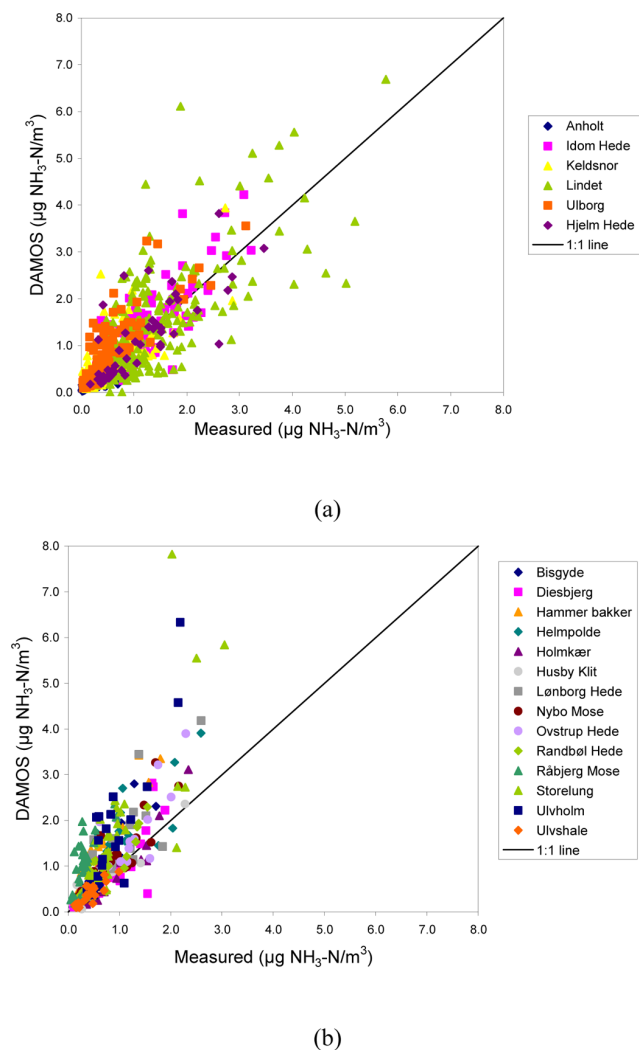 8.0
7.0
6.0
5.0
4.0
3.0
2.0
1.0
0.0
DAMOS (µg NH₃-N/m³)
0.0 1.0 2.0 3.0 4.0 5.0 6.0 7.0 8.0
Measured (µg NH₃-N/m³)
Anholt
Idom Hede
Keldsnor
Lindet
Ulborg
Hjelm Hede
1:1 line
(a)
8.0
7.0
6.0
5.0
4.0
3.0
2.0
1.0
0.0
DAMOS (µg NH₃-N/m³)
0.0 1.0 2.0 3.0 4.0 5.0 6.0 7.0 8.0
Measured (µg NH₃-N/m³)
Bisgyde
Diesbjerg
Hammer bakker
Helmpolde
Holmkær
Husby Klit
Lønborg Hede
Nybo Mose
Ovstrup Hede
Randbøl Hede
Råbjerg Mose
Storelung
Ulvholm
Ulvshale
1:1 line
(b)